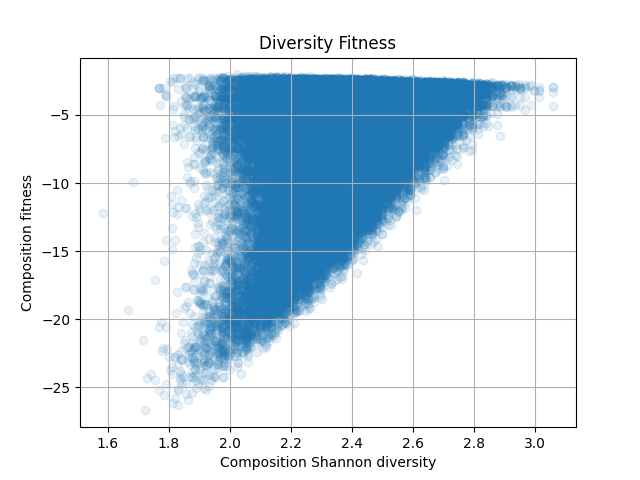 Diversity Fitness
Composition fitness
−5
−10
−15
−20
−25
1.6 1.8 2.0 2.2 2.4 2.6 2.8 3.0
Composition Shannon diversity